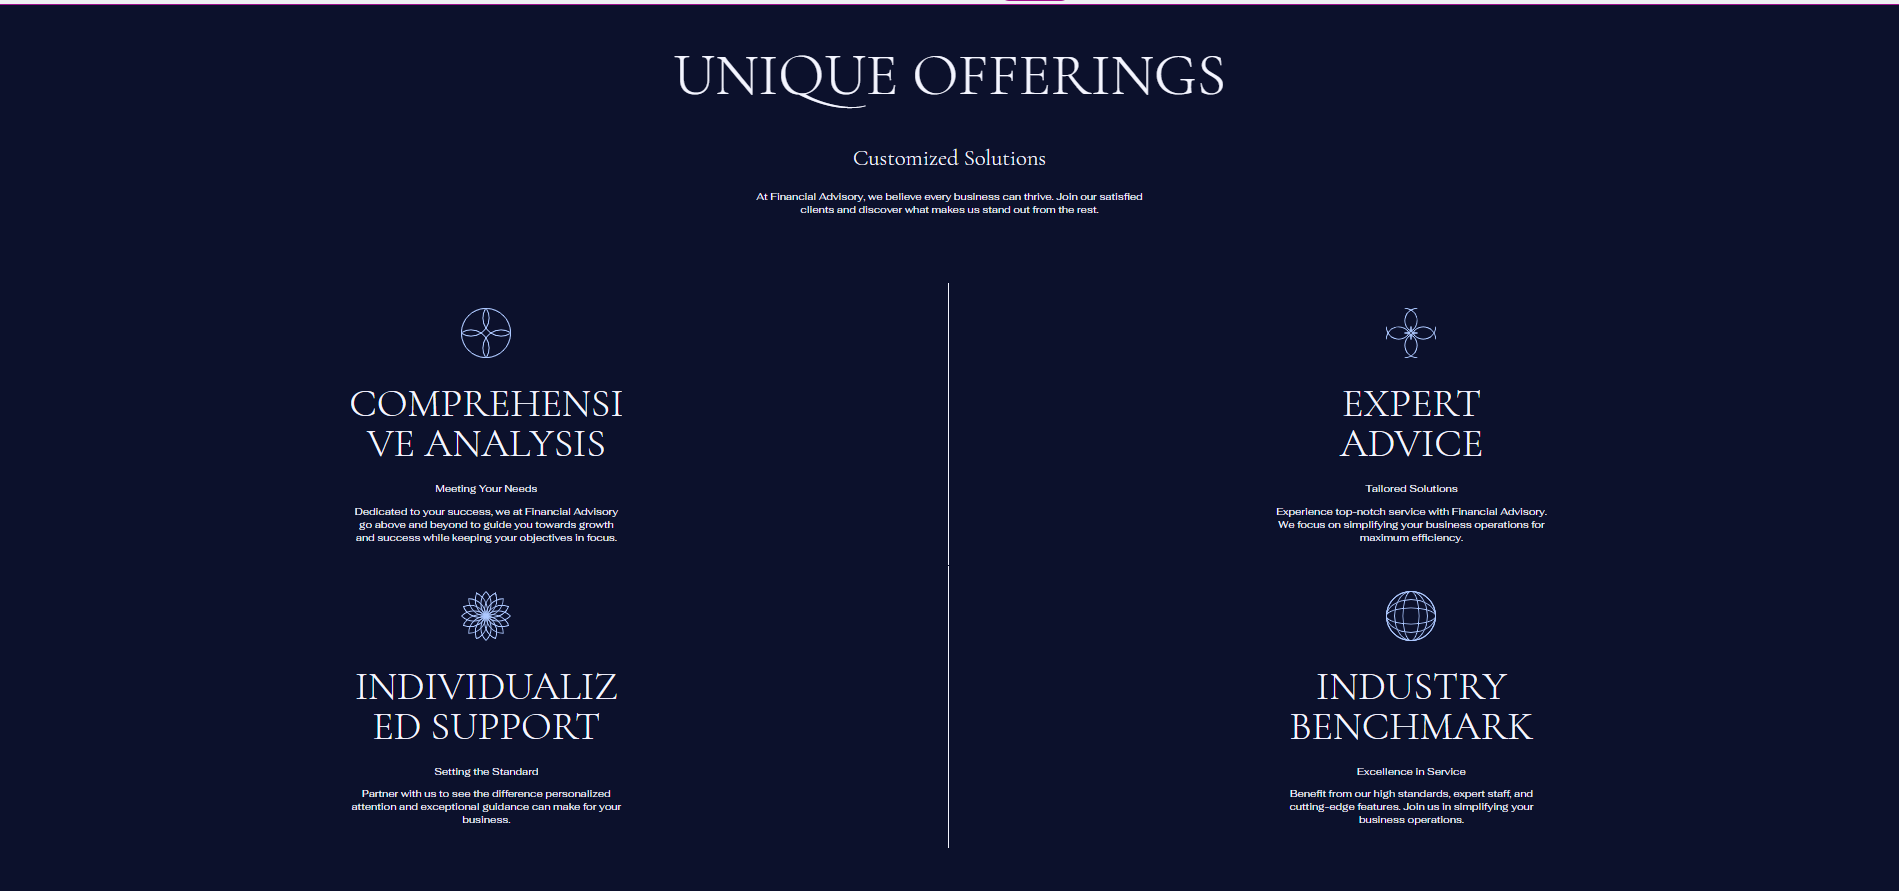 UNIQUE OFFERINGS
Customized Solutions
At Financial Advisory, we believe every business can thrive. Join our satisfied
clients and discover what makes us stand out from the rest.
COMPREHENSI
VE ANALYSIS
Meeting Your Needs
Dedicated to your success, we at Financial Advisory
go above and beyond to guide you towards growth
and success while keeping your objectives in focus.
EXPERT
ADVICE
Tailored Solutions
Experience top-notch service with Financial Advisory.
We focus on simplifying your business operations for
maximum efficiency.
INDIVIDUALIZ
ED SUPPORT
Setting the Standard
Partner with us to see the difference personalized
attention and exceptional guidance can make for your
business.
INDUSTRY
BENCHMARK
Excellence in Service
Benefit from our high standards, expert staff, and
cutting-edge features. Join us in simplifying your
business operations.